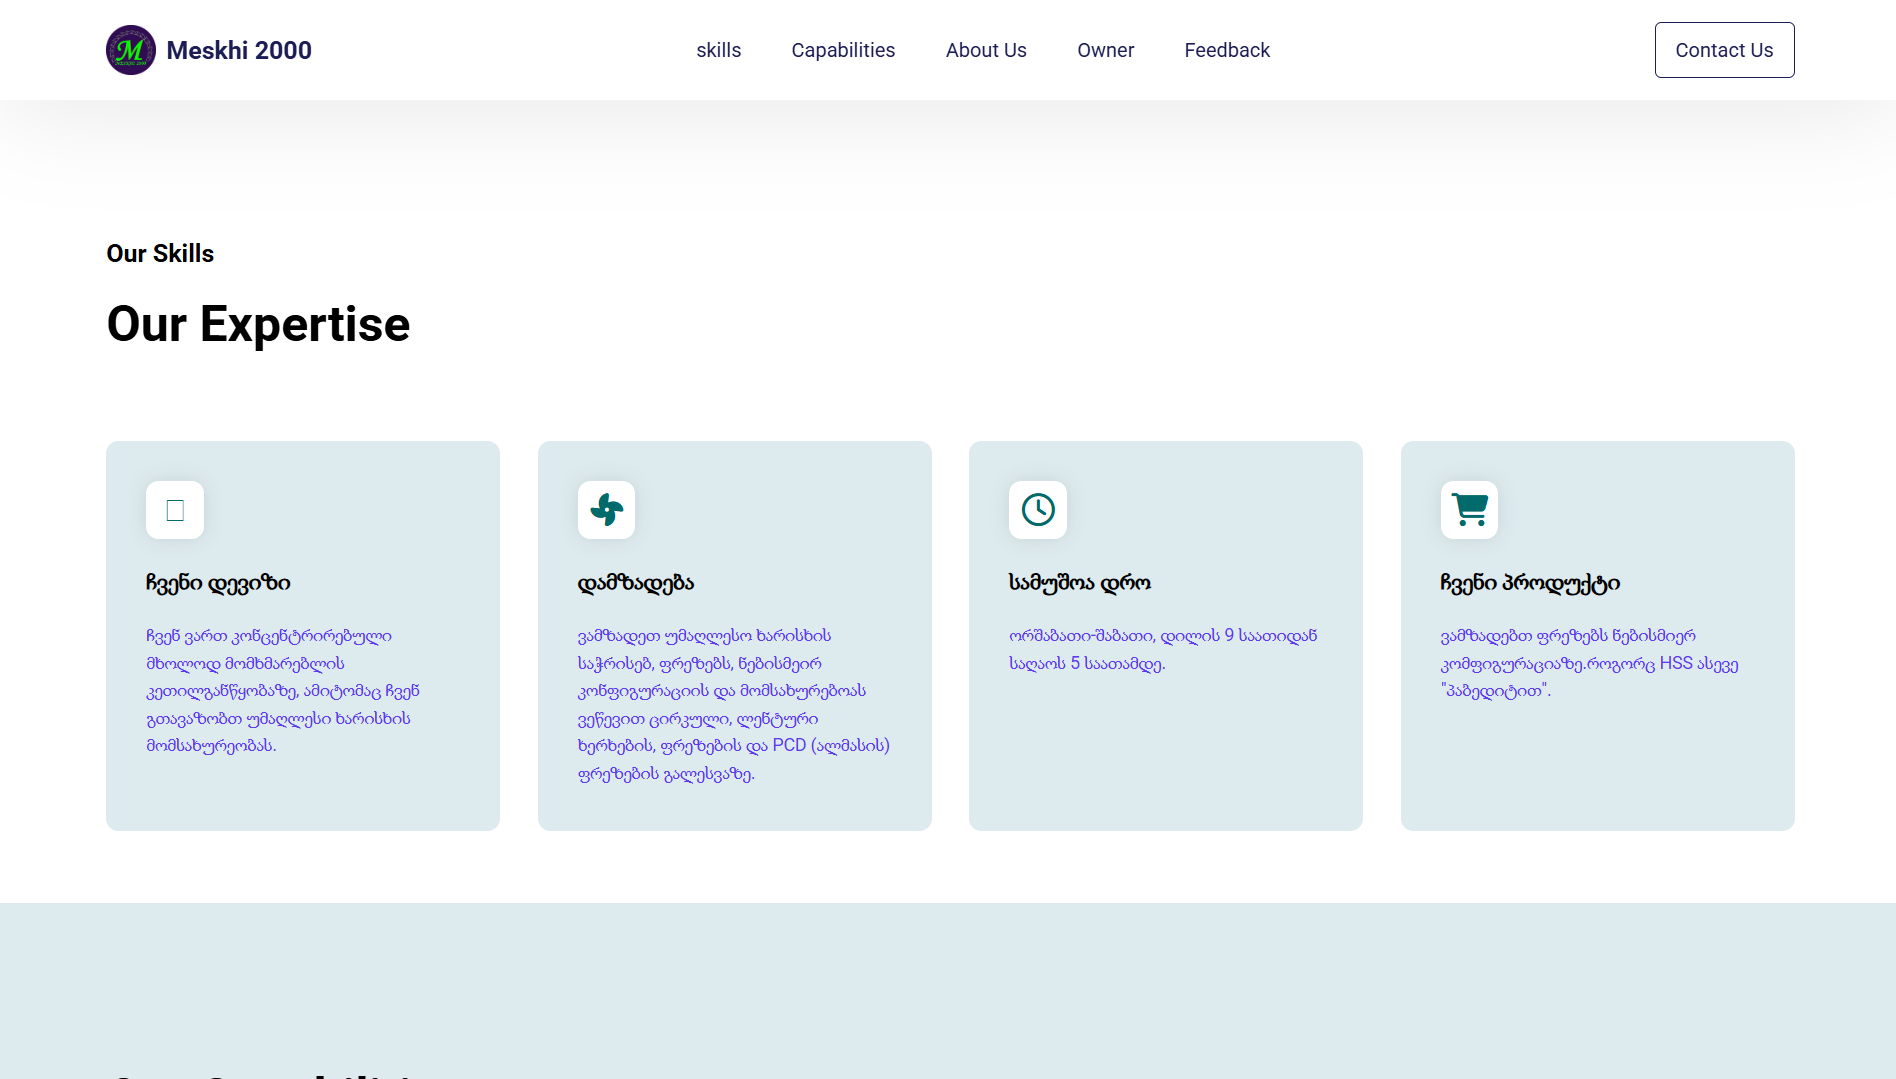 Meskhi 2000
skills
Capabilities
About Us
Owner
Feedback
Contact Us
Our Skills
Our Expertise
ჩვენი დევიზი
ჩვენ ვართ კონცენტრირებული
მხოლოდ მომხმარებლის
კეთილგანწყობაზე, ამიტომაც ჩვენ
გთავაზობთ უმაღლესი ხარისხის
მომსახურეობას.
დამზადება
ვამზადეთ უმაღლესო ხარისხის
საჭრისებ, ფრეზებს, ნებისმეირ
კონფიგურაციის და მომსახურებოას
ვეწევით ცირკული, ლენტური
ხერხების, ფრეზების და PCD (ალმასის)
ფრეზების გალესვაზე.
სამუშოა დრო
ორშაბათი-შაბათი, დილის 9 საათიდან
საღაოს 5 საათამდე.
ჩვენი პროდუქტი
ვამზადებთ ფრეზებს ნებისმიერ
კომფიგურაციაზე.როგორც HSS ასევე
"პაბედიტით".